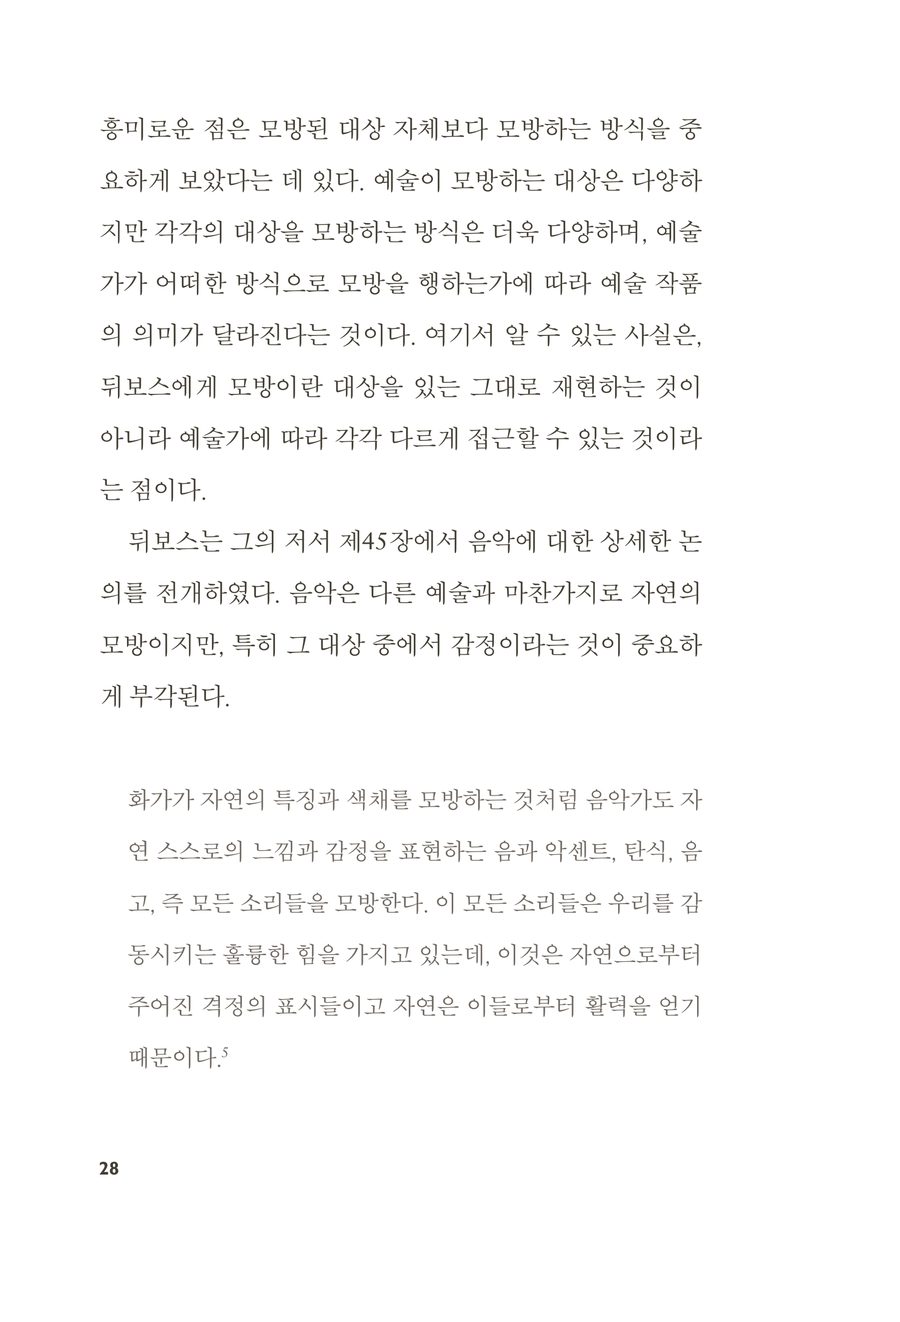 흥미로운 점은 모방된 대상 자체보다 모방하는 방식을 중
요하게 보았다는 데 있다. 예술이 모방하는 대상은 다양하
지만 각각의 대상을 모방하는 방식은 더욱 다양하며, 예술
가가 어떠한 방식으로 모방을 행하는가에 따라 예술 작품
의 의미가 달라진다는 것이다. 여기서 알 수 있는 사실은,
뒤보스에게 모방이란 대상을 있는 그대로 재현하는 것이
아니라 예술가에 따라 각각 다르게 접근할 수 있는 것이라
는 점이다.
뒤보스는 그의 저서 제45장에서 음악에 대한 상세한 논
의를 전개하였다. 음악은 다른 예술과 마찬가지로 자연의
모방이지만, 특히 그 대상 중에서 감정이라는 것이 중요하
게 부각된다.
화가가 자연의 특징과 색채를 모방하는 것처럼 음악가도 자
연 스스로의 느낌과 감정을 표현하는 음과 악센트, 탄식, 음
고, 즉 모든 소리들을 모방한다. 이 모든 소리들은 우리를 감
동시키는 훌륭한 힘을 가지고 있는데, 이것은 자연으로부터
주어진 격정의 표시들이고 자연은 이들로부터 활력을 얻기
때문이다.5
28